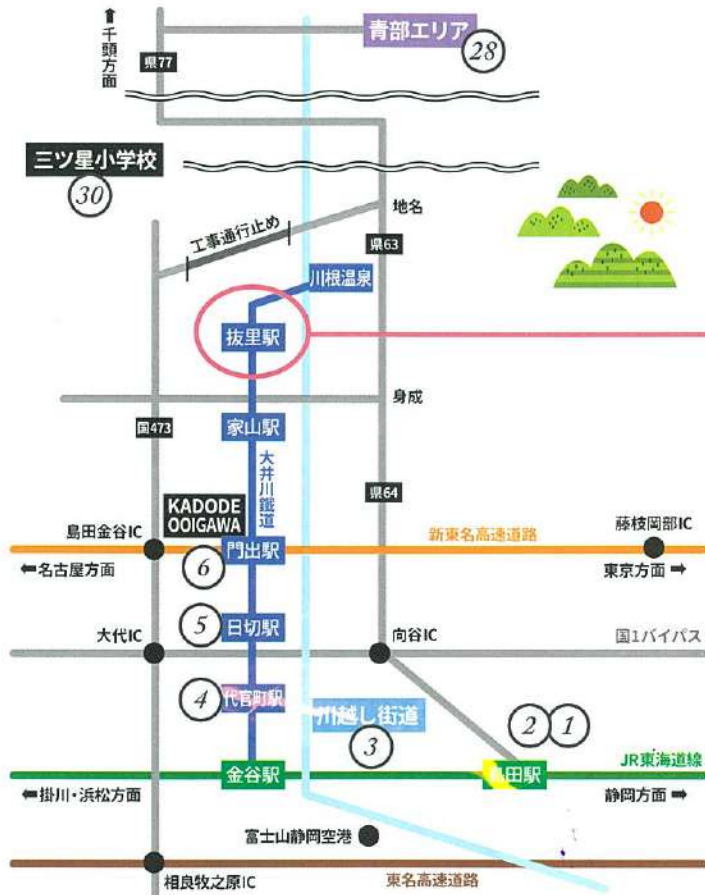 ↑千頭方面
県77
青部エリア
28
三ツ星小学校
30
工事通行止め
地名
県63
川根温泉
抜里駅
身成
国473
家山駅
大井川鐵道
県64
KADODE
OOIGAWA
島田金谷IC
6
門出駅
新東名高速道路
藤枝岡部IC
←名古屋方面
東京方面→
5
日切駅
大代IC
向谷IC
国1バイパス
4
代官町駅
川越し街道
3
2
1
JR東海道線
金谷駅
島田駅
←掛川・浜松方面
静岡方面→
富士山静岡空港
相良牧之原IC
東名高速道路